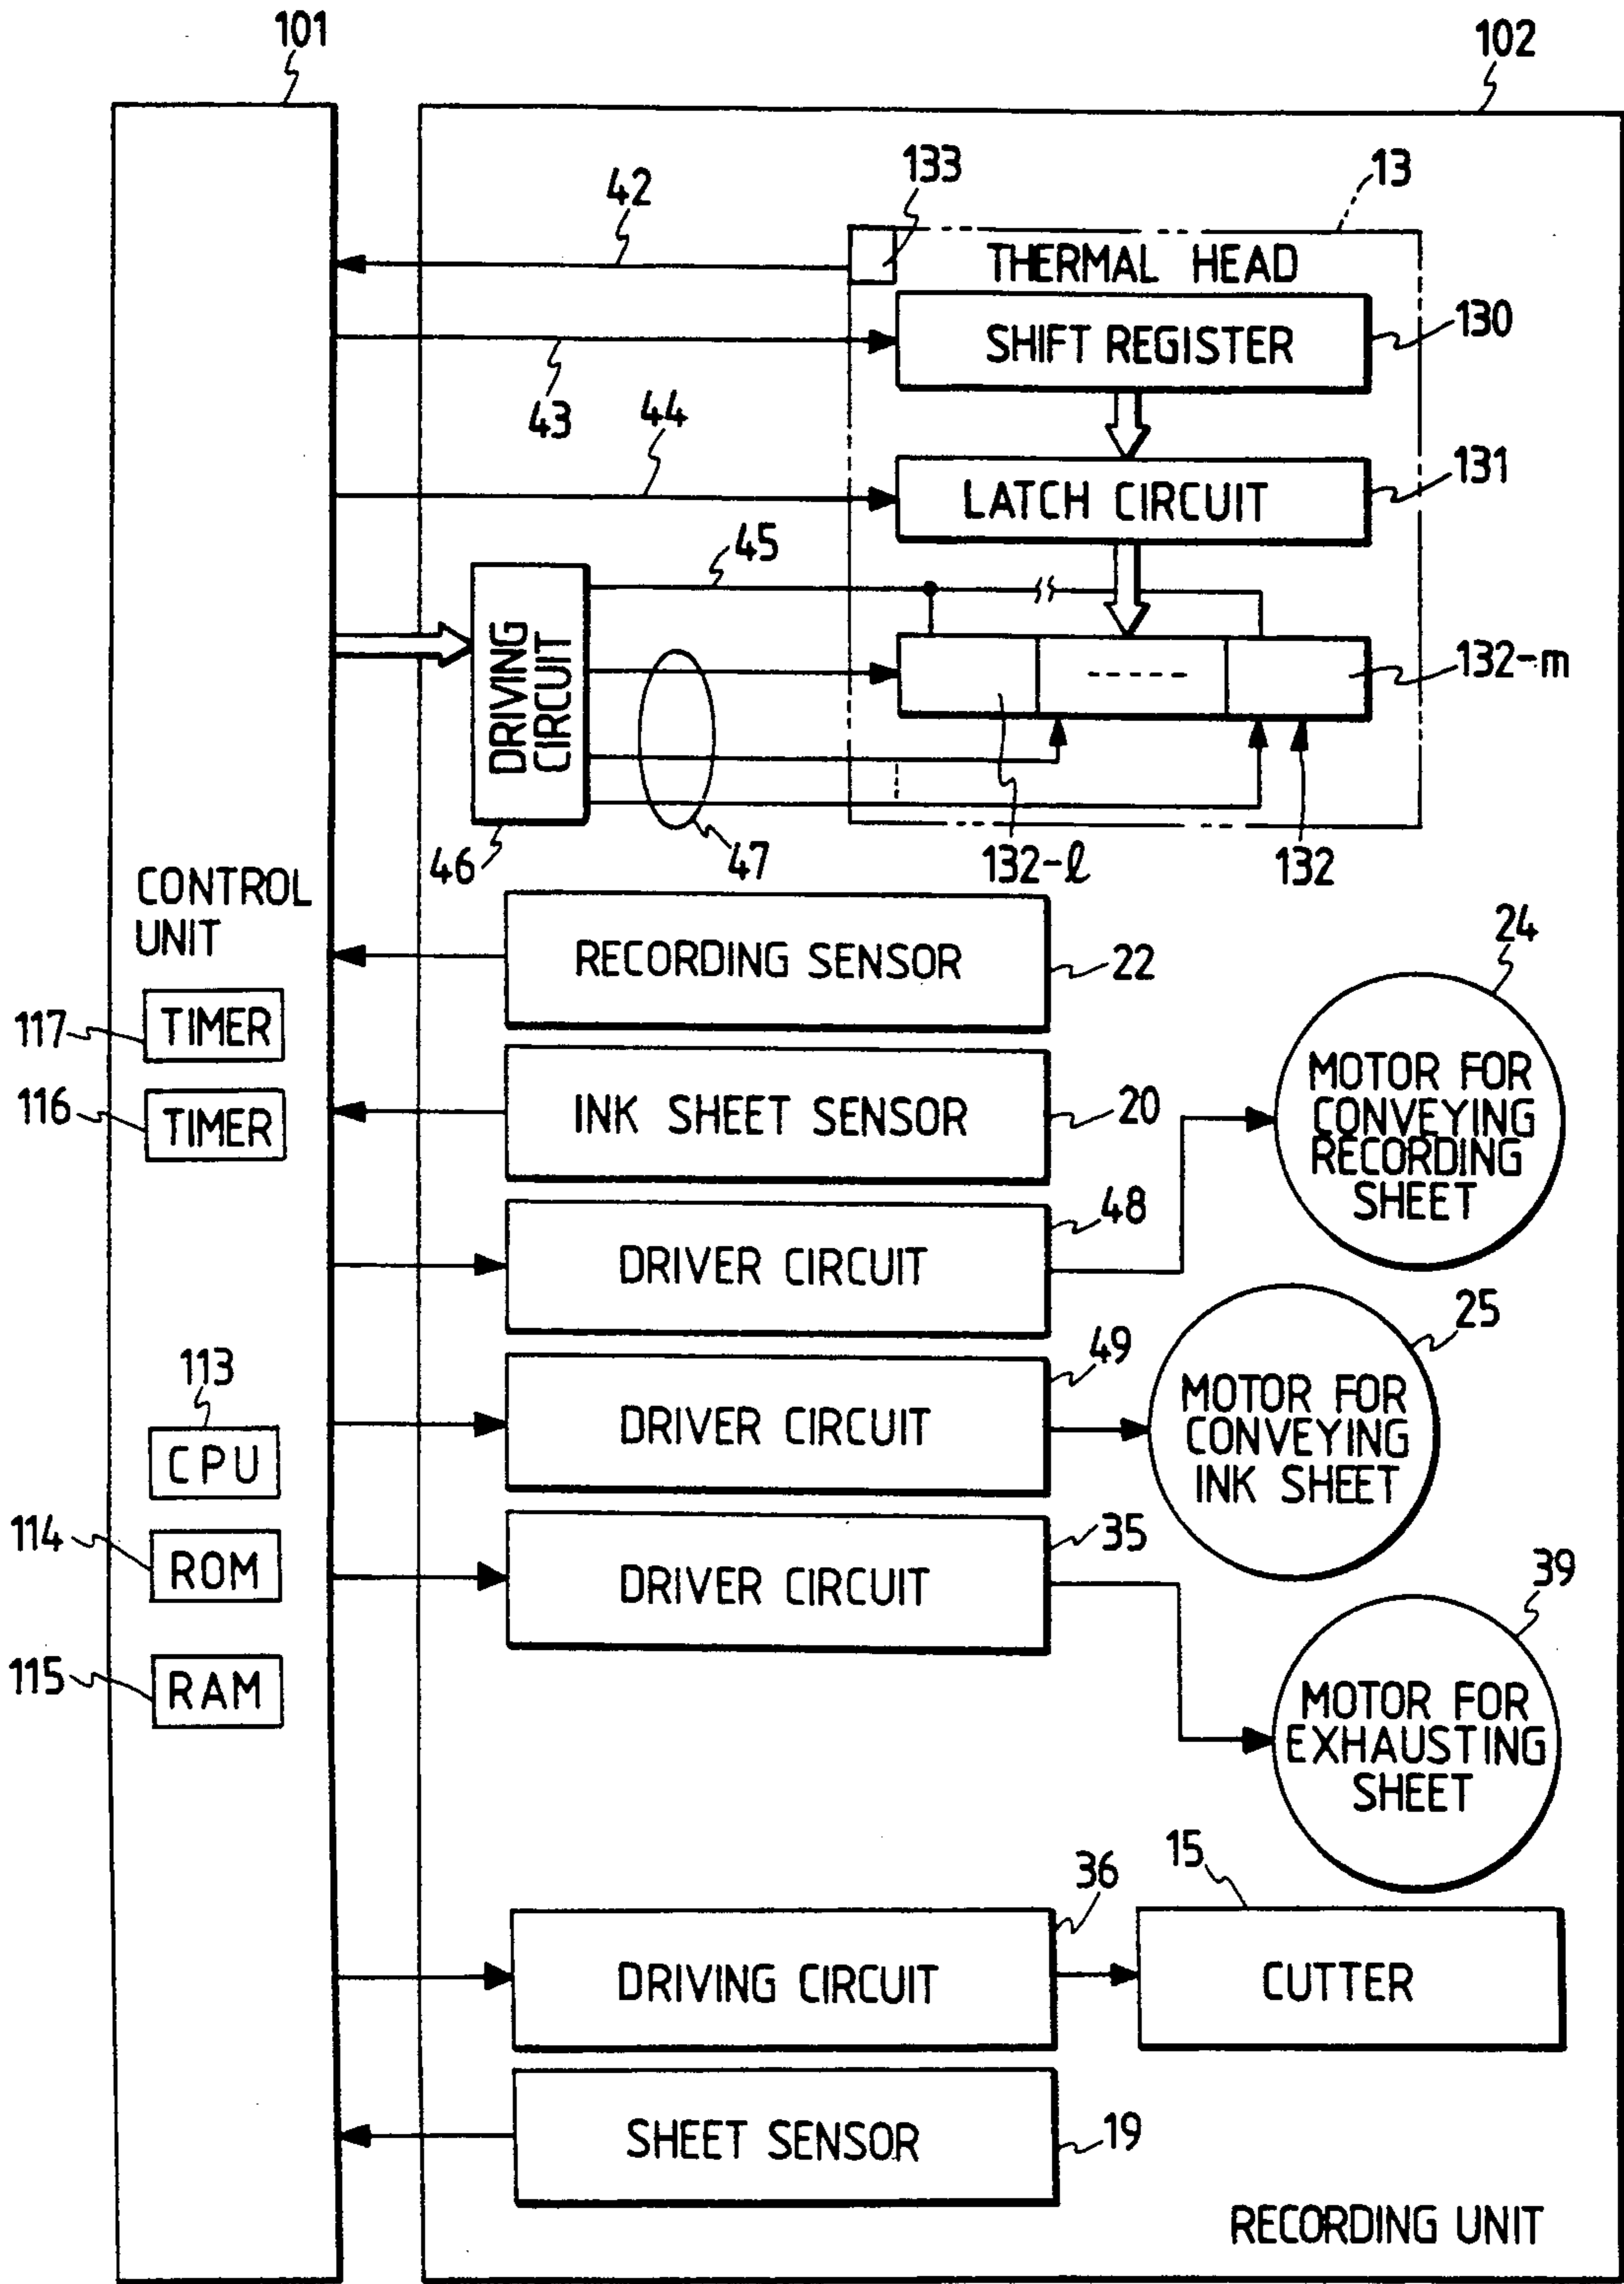 101
102
133
13
42
THERMAL HEAD
SHIFT REGISTER
130
43
44
LATCH CIRCUIT
131
45
DRIVING
CIRCUIT
132-m
46
47
132-l
132
CONTROL
UNIT
RECORDING SENSOR
22
24
117
TIMER
MOTOR FOR
CONVEYING
RECORDING
SHEET
116
TIMER
INK SHEET SENSOR
20
48
DRIVER CIRCUIT
25
113
CPU
49
DRIVER CIRCUIT
MOTOR FOR
CONVEYING
INK SHEET
114
ROM
35
DRIVER CIRCUIT
39
115
RAM
MOTOR FOR
EXHAUSTING
SHEET
36
15
DRIVING CIRCUIT
CUTTER
SHEET SENSOR
19
RECORDING UNIT